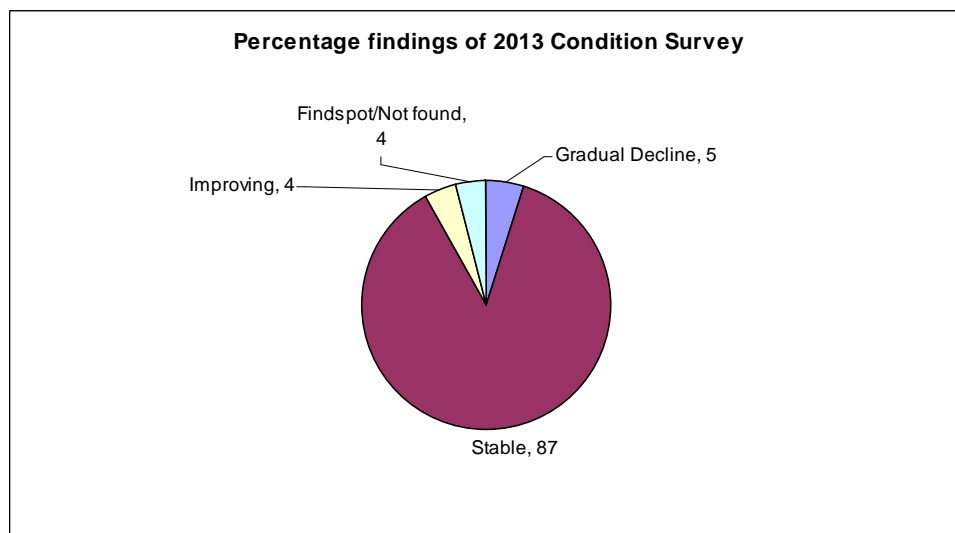 Percentage findings of 2013 Condition Survey
Findspot/Not found,
4
Gradual Decline, 5
Improving, 4
Stable, 87